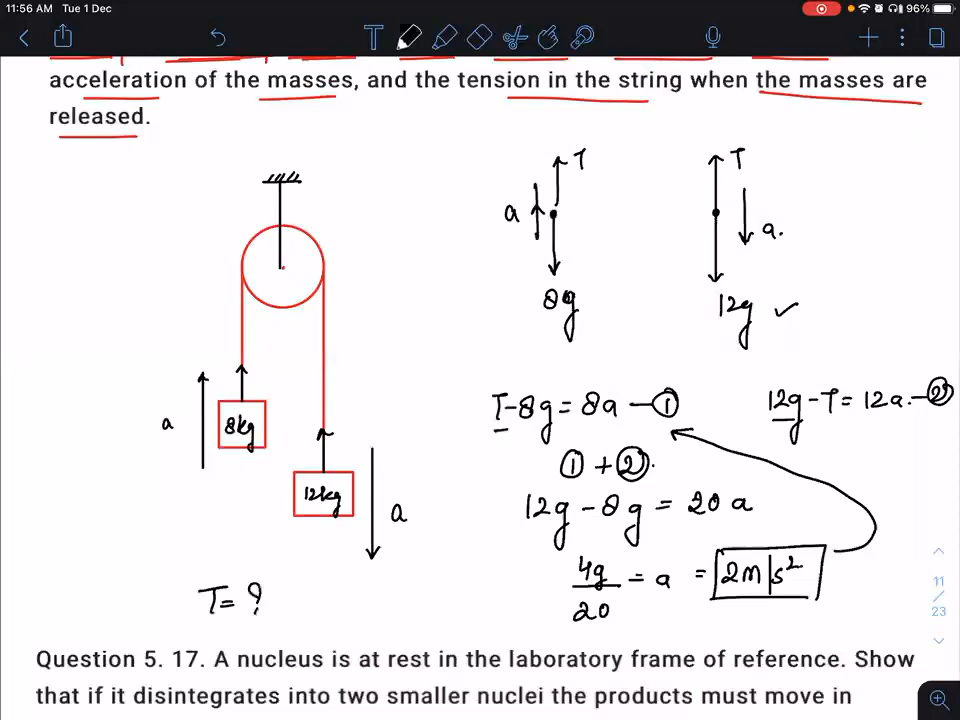 11:56 AM Tue 1 Dec
96%
acceleration of the masses, and the tension in the string when the masses are
released.
T
T
a
a.
8g
12g ✓
a
8kg
12kg
a
T-8g = 8a —①
12g - T = 12a. —②
① + ②.
12g - 8g = 20a
4g/20 = a = 2m/s²
T = ?
11
/
23
Question 5. 17. A nucleus is at rest in the laboratory frame of reference. Show
that if it disintegrates into two smaller nuclei the products must move in